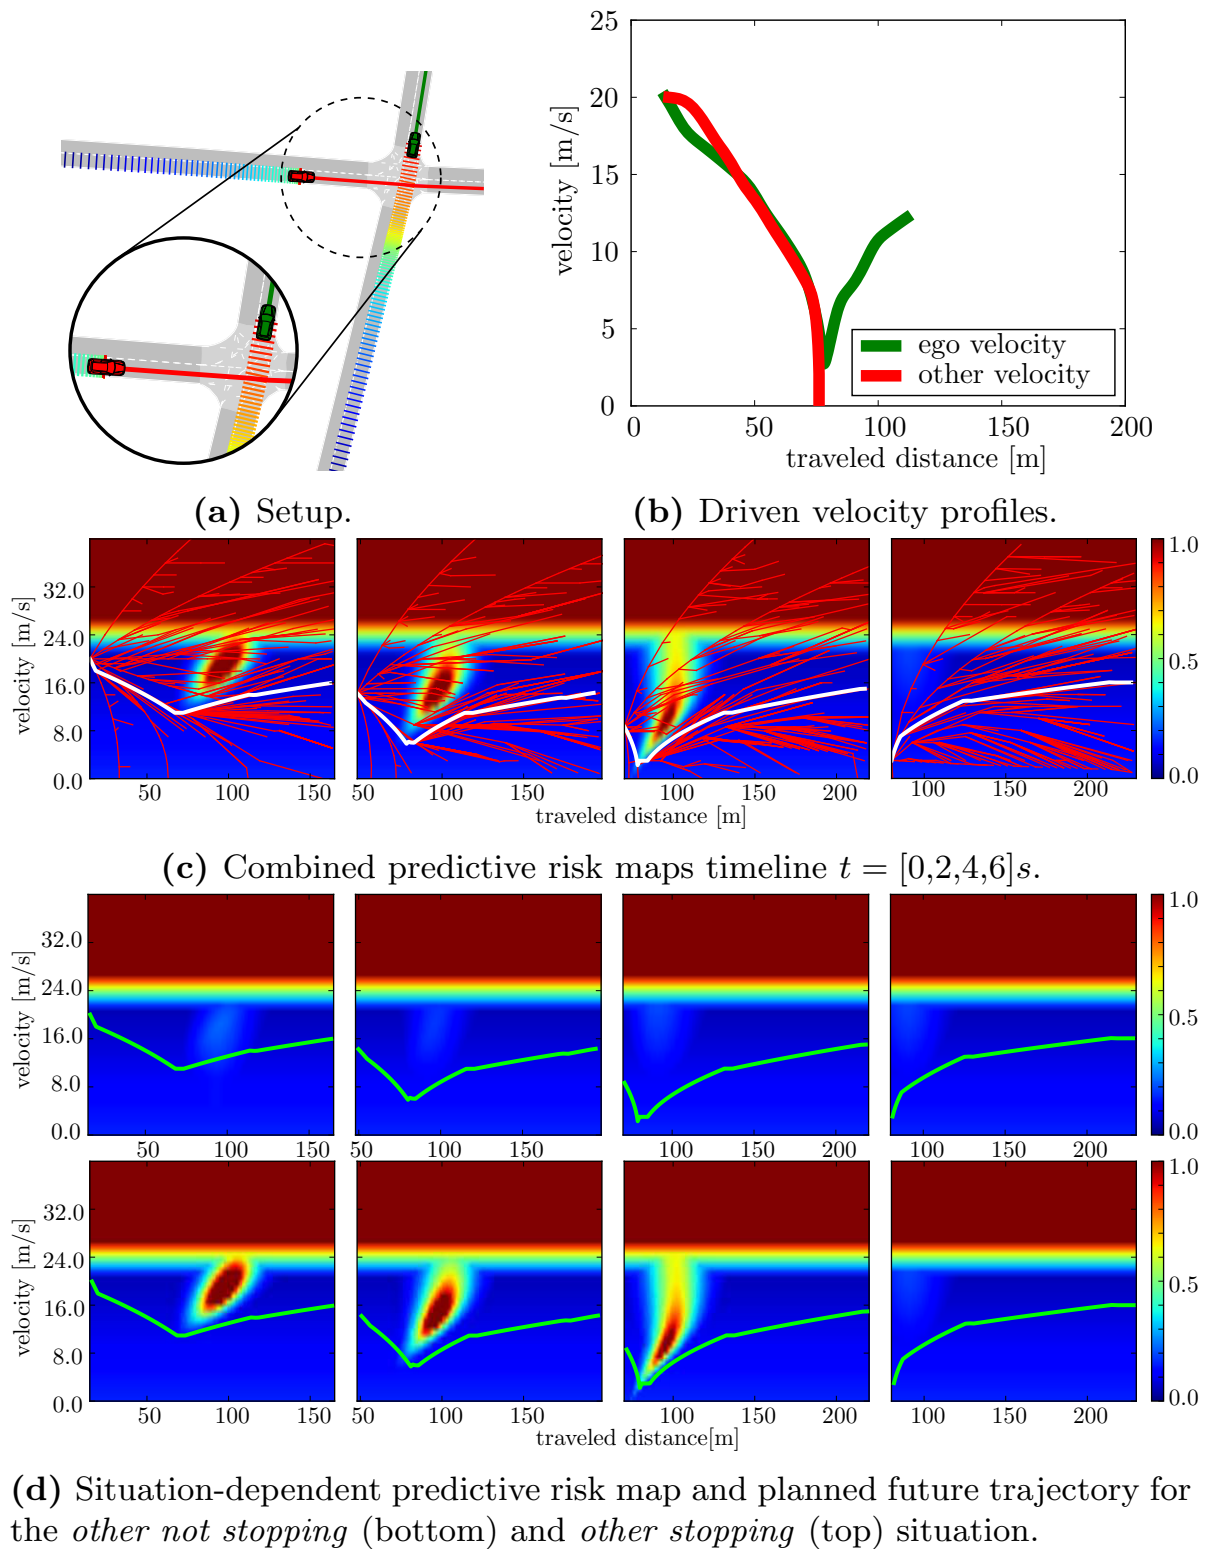 25
20
15
10
5
0
velocity [m/s]
ego velocity
other velocity
0 50 100 150 200
traveled distance [m]
(a) Setup.
(b) Driven velocity profiles.
32.0
24.0
16.0
8.0
0.0
velocity [m/s]
1.0
0.5
0.0
50 100 150
50 100 150
100 150 200
100 150 200
traveled distance [m]
(c) Combined predictive risk maps timeline t = [0,2,4,6]s.
32.0
24.0
16.0
8.0
0.0
velocity [m/s]
1.0
0.5
0.0
50 100 150
50 100 150
100 150 200
100 150 200
32.0
24.0
16.0
8.0
0.0
velocity [m/s]
1.0
0.5
0.0
50 100 150
50 100 150
100 150 200
100 150 200
traveled distance[m]
(d) Situation-dependent predictive risk map and planned future trajectory for
the other not stopping (bottom) and other stopping (top) situation.